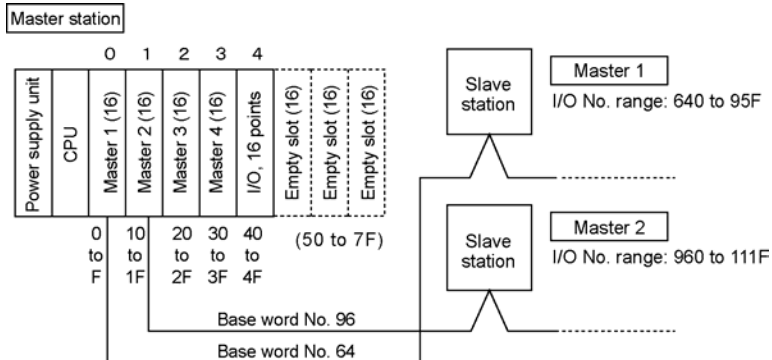 Master station
0 1 2 3 4
Power supply unit
CPU
Master 1 (16)
Master 2 (16)
Master 3 (16)
Master 4 (16)
I/O, 16 points
Empty slot (16)
Empty slot (16)
Empty slot (16)
0 to F
10 to 1F
20 to 2F
30 to 3F
40 to 4F
(50 to 7F)
Slave station
Master 1
I/O No. range: 640 to 95F
Slave station
Master 2
I/O No. range: 960 to 111F
Base word No. 96
Base word No. 64